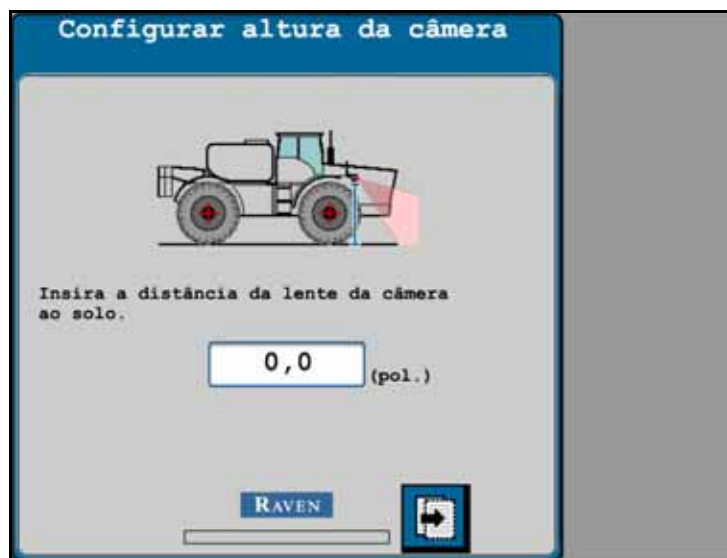 Configurar altura da câmera
Insira a distância da lente da câmera
ao solo.
0,0
(pol.)
RAVEN